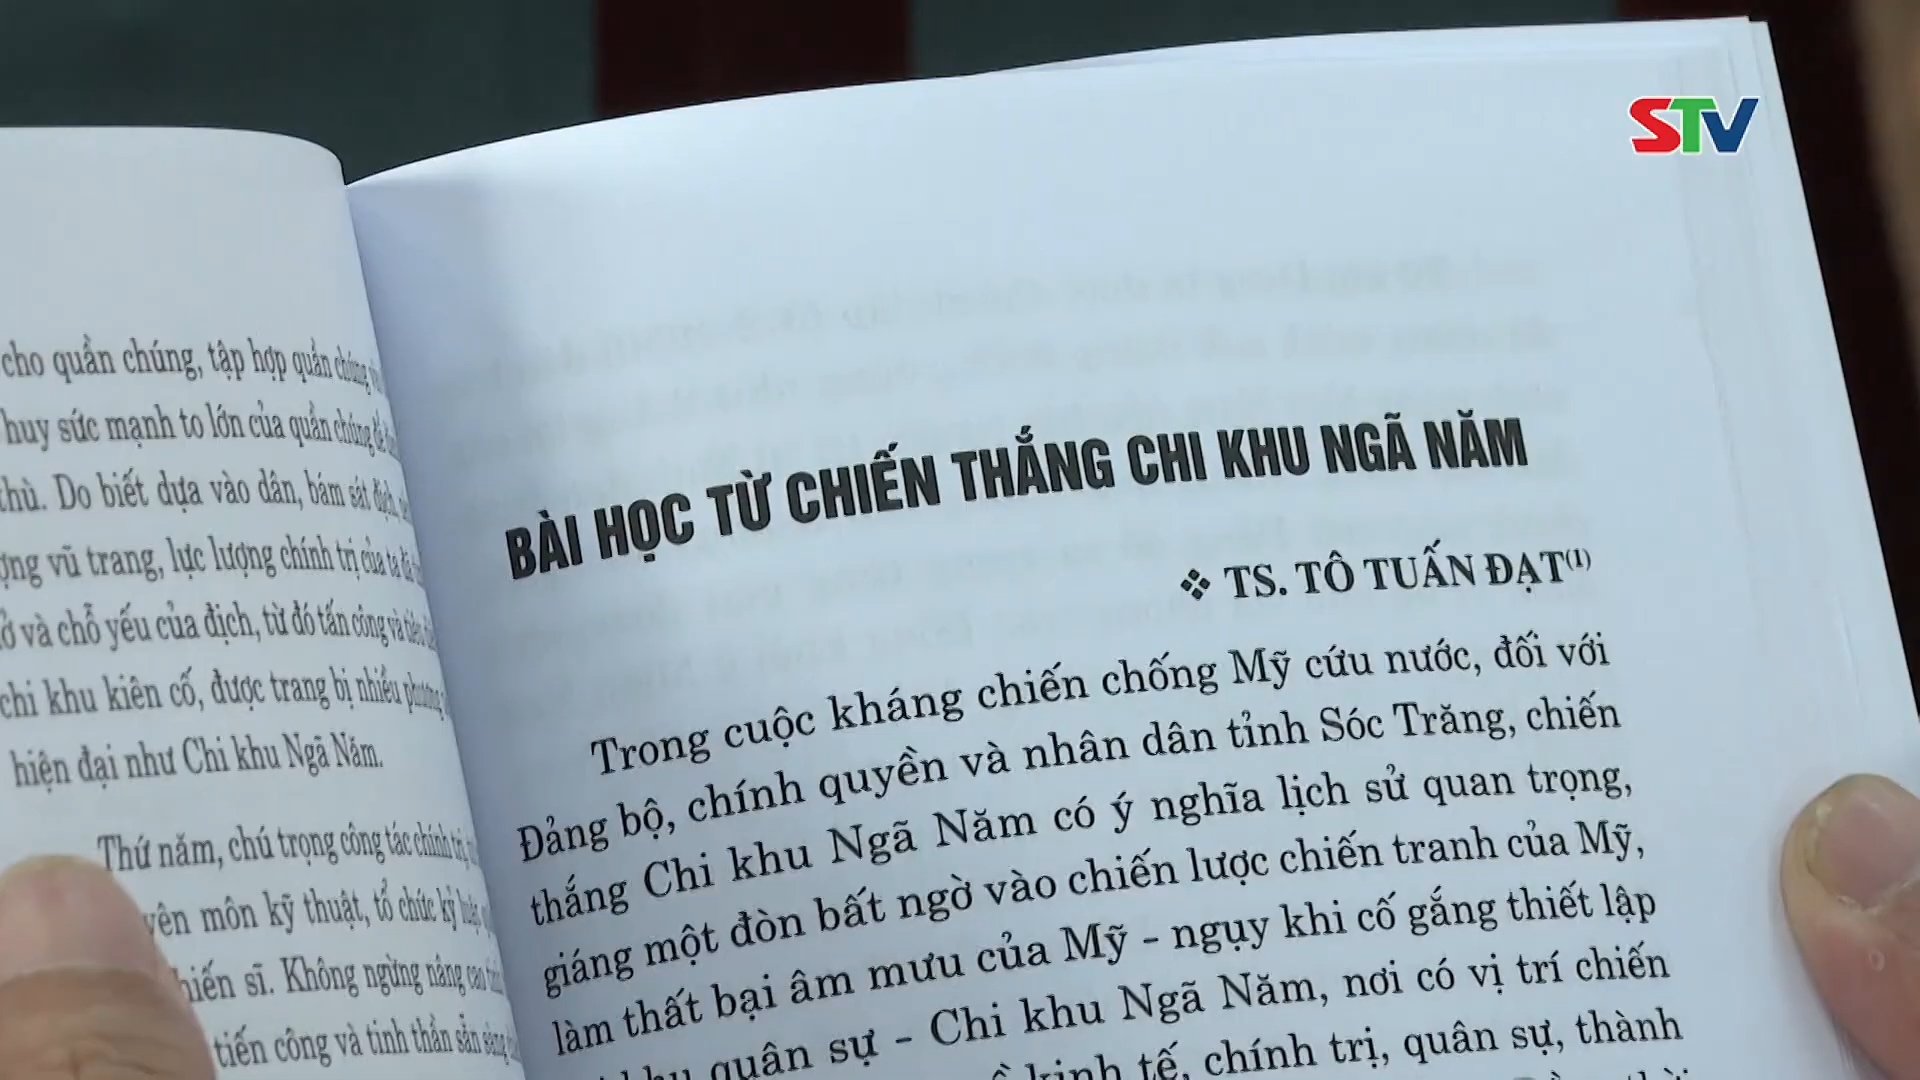 STV
cho quần chúng, tập hợp quần chúng
huy sức mạnh to lớn của quần chúng để
thù. Do biết dựa vào dân, bám sát địch,
vũ trang, lực lượng chính trị của ta đã
và chỗ yếu của địch, từ đó tấn công và
chi khu kiên cố, được trang bị nhiều phương
hiện đại như Chi khu Ngã Năm.
Thứ năm, chú trọng công tác chính trị,
môn kỹ thuật, tổ chức kỷ luật
sĩ. Không ngừng nâng cao
tiến công và tinh thần sẵn sàng
BÀI HỌC TỪ CHIẾN THẮNG CHI KHU NGÃ NĂM
❖ TS. TÔ TUẤN ĐẠT(1)
Trong cuộc kháng chiến chống Mỹ cứu nước, đối với
Đảng bộ, chính quyền và nhân dân tỉnh Sóc Trăng, chiến
thắng Chi khu Ngã Năm có ý nghĩa lịch sử quan trọng,
giáng một đòn bất ngờ vào chiến lược chiến tranh của Mỹ,
làm thất bại âm mưu của Mỹ - ngụy khi cố gắng thiết lập
khu quân sự - Chi khu Ngã Năm, nơi có vị trí chiến
kinh tế, chính trị, quân sự, thành